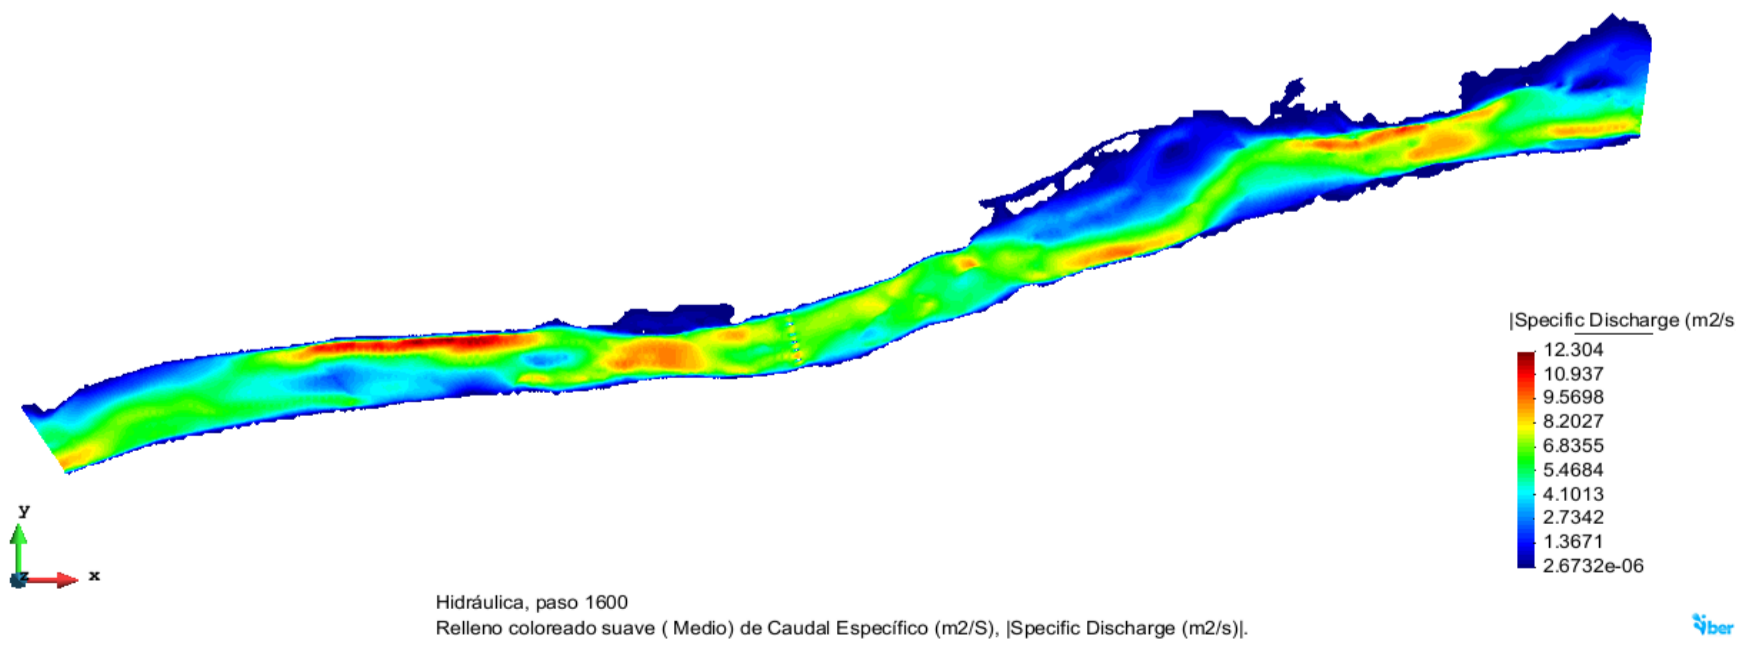 |Specific Discharge (m2/s
12.304
10.937
9.5698
8.2027
6.8355
5.4684
4.1013
2.7342
1.3671
2.6732e-06
y
z
x
Hidráulica, paso 1600
Relleno coloreado suave ( Medio) de Caudal Específico (m2/S), |Specific Discharge (m2/s)|.
iber